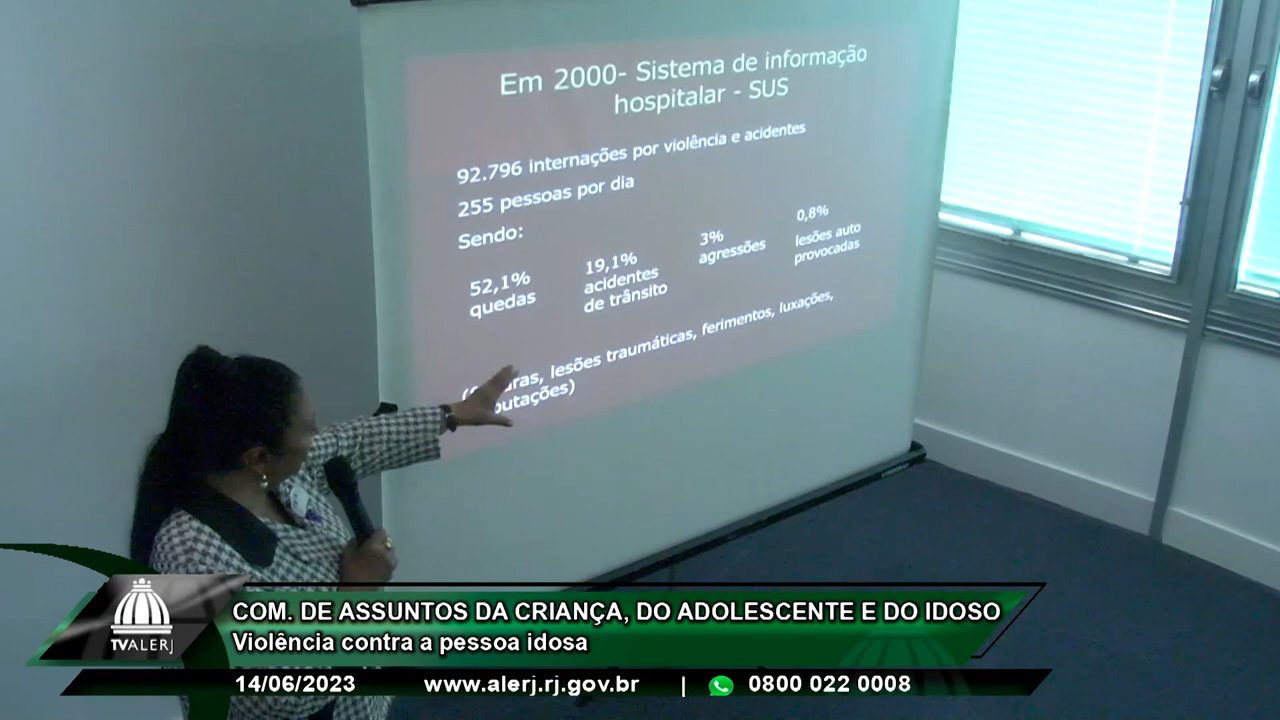 Em 2000- Sistema de informação
hospitalar - SUS
92.796 internações por violência e acidentes
255 pessoas por dia
Sendo:
52,1%
quedas
19,1%
acidentes
de trânsito
3%
agressões
0,8%
lesões auto
provocadas
lesões traumáticas, ferimentos, luxações,
COM. DE ASSUNTOS DA CRIANÇA, DO ADOLESCENTE E DO IDOSO
Violência contra a pessoa idosa
TVALERJ
14/06/2023 www.alerj.rj.gov.br | 0800 022 0008